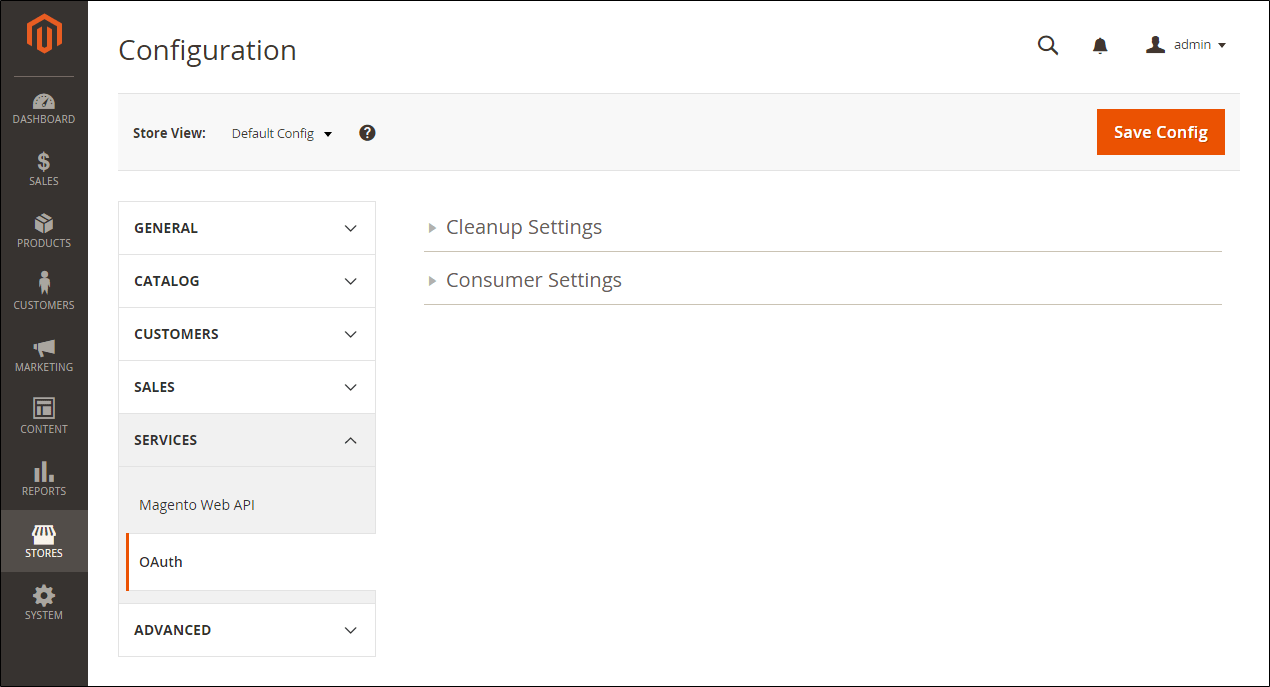 Configuration
admin
Store View: Default Config
Save Config
DASHBOARD
SALES
PRODUCTS
CUSTOMERS
MARKETING
CONTENT
REPORTS
STORES
SYSTEM
GENERAL
CATALOG
CUSTOMERS
SALES
SERVICES
Magento Web API
OAuth
ADVANCED
Cleanup Settings
Consumer Settings